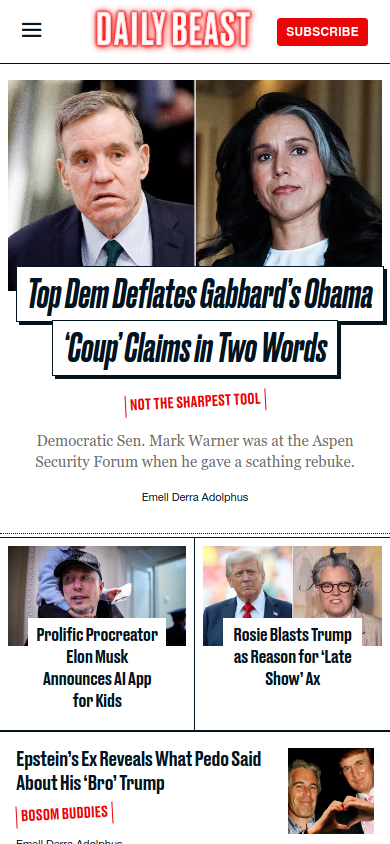 DAILY BEAST
SUBSCRIBE
Top Dem Deflates Gabbard's Obama
'Coup' Claims in Two Words
NOT THE SHARPEST TOOL
Democratic Sen. Mark Warner was at the Aspen
Security Forum when he gave a scathing rebuke.
Emell Derra Adolphus
Prolific Procreator
Elon Musk
Announces AI App
for Kids
Rosie Blasts Trump
as Reason for 'Late
Show' Ax
Epstein's Ex Reveals What Pedo Said
About His 'Bro' Trump
BOSOM BUDDIES
Emell Derra Adolphus